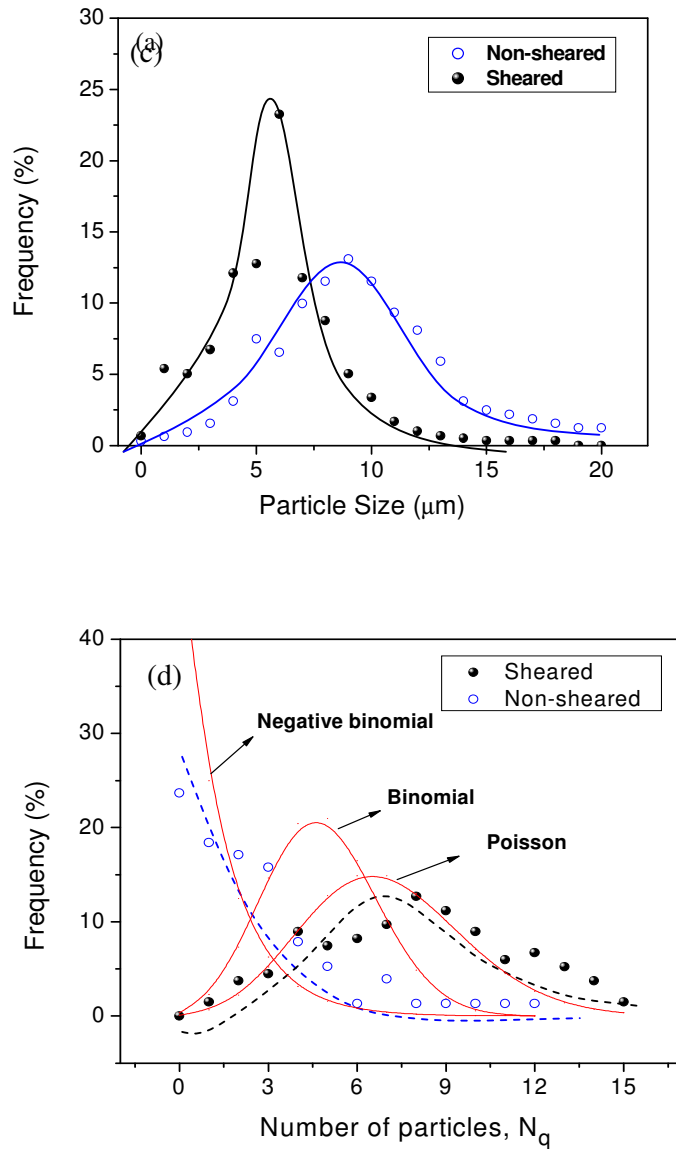 30
25
20
15
10
5
0
Frequency (%)
(a)
(c)
Non-sheared
Sheared
0 5 10 15 20
Particle Size (μm)
40
30
20
10
0
Frequency (%)
(d)
Sheared
Non-sheared
Negative binomial
Binomial
Poisson
0 3 6 9 12 15
Number of particles, Nq